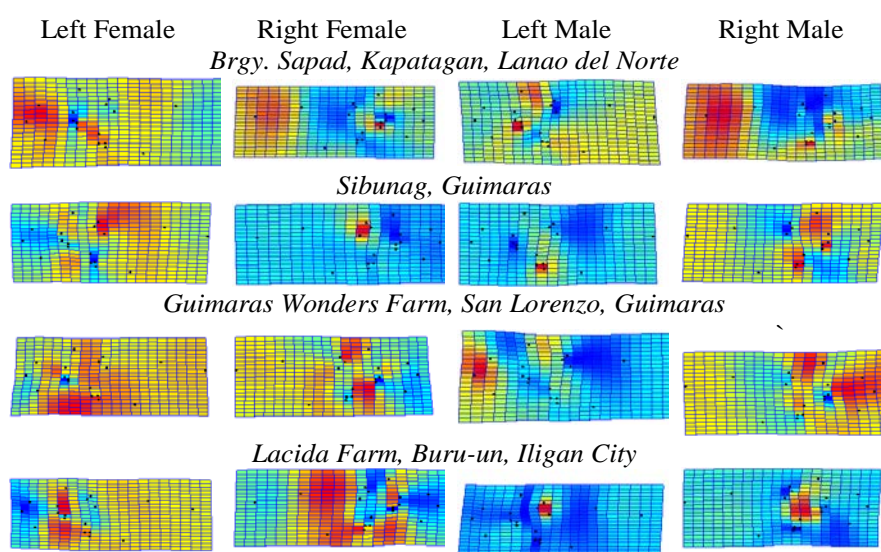 Left Female Right Female Left Male Right Male
Brgy. Sapad, Kapatagan, Lanao del Norte
Sibunag, Guimaras
Guimaras Wonders Farm, San Lorenzo, Guimaras
`
Lacida Farm, Buru-un, Iligan City